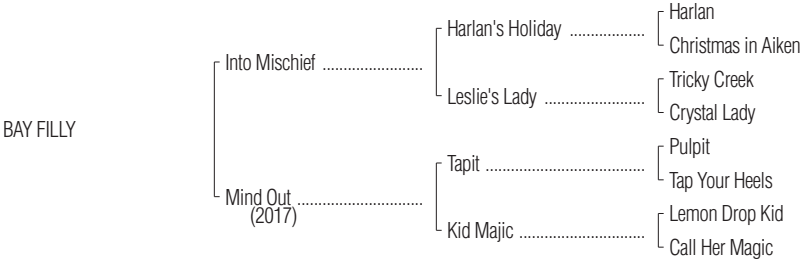 Harlan
Harlan's Holiday ..................
Christmas in Aiken
Into Mischief ........................
Tricky Creek
Leslie's Lady ........................
Crystal Lady
BAY FILLY
Pulpit
Tapit ......................................
Tap Your Heels
Mind Out ..............................
(2017)
Lemon Drop Kid
Kid Majic ..............................
Call Her Magic